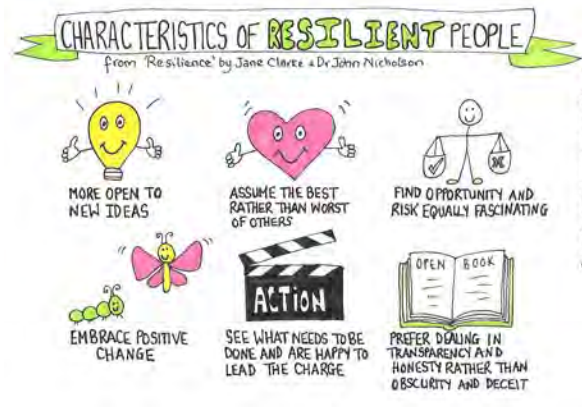 CHARACTERISTICS OF RESILIENT PEOPLE
from 'Resilience' by Jane Clarke & Dr John Nicholson
MORE OPEN TO
NEW IDEAS
ASSUME THE BEST
RATHER THAN WORST
OF OTHERS
FIND OPPORTUNITY AND
RISK EQUALLY FASCINATING
EMBRACE POSITIVE
CHANGE
ACTION
SEE WHAT NEEDS TO BE
DONE AND ARE HAPPY TO
LEAD THE CHARGE
OPEN BOOK
PREFER DEALING IN
TRANSPARENCY AND
HONESTY RATHER THAN
OBSCURITY AND DECEIT